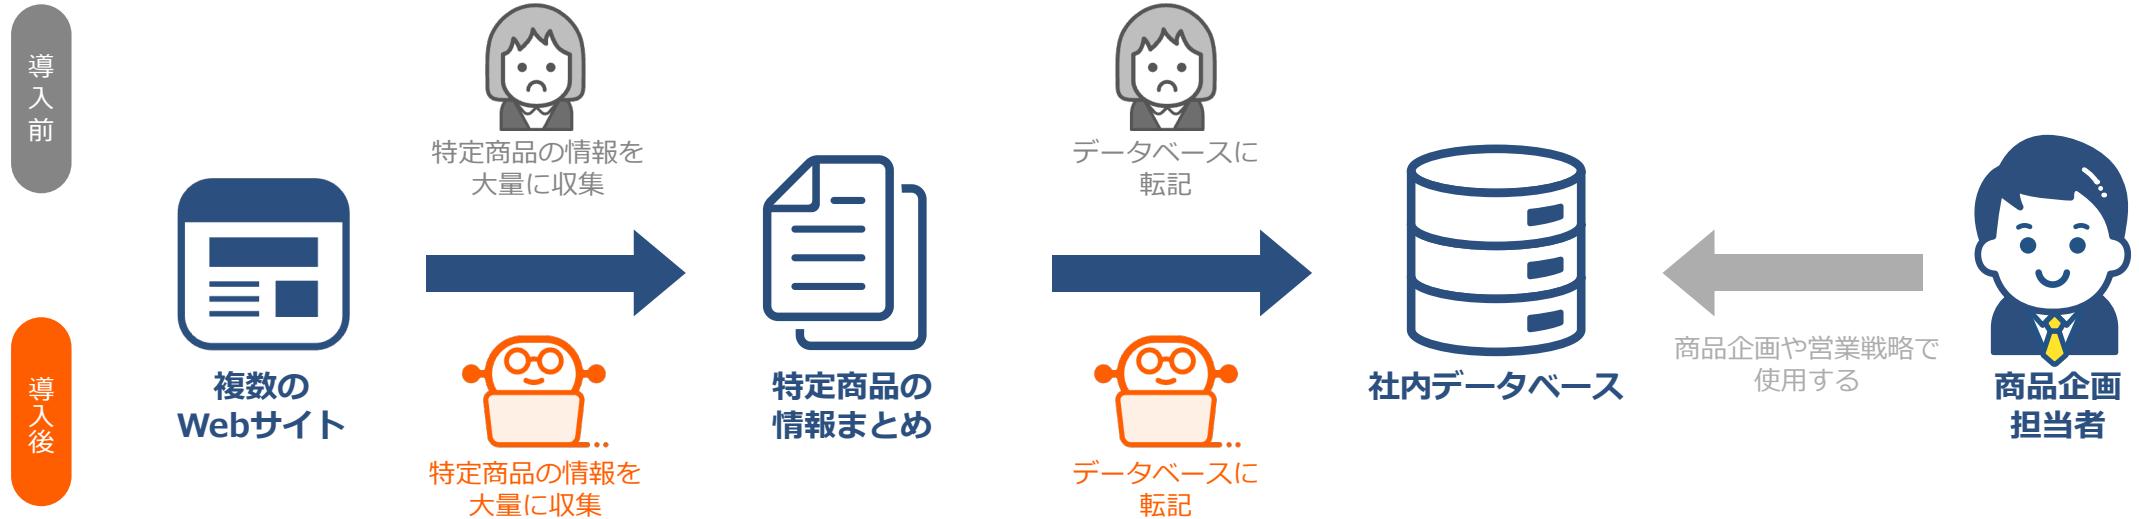 導入前
特定商品の情報を
大量に収集
データベースに
転記
複数の
Webサイト
特定商品の
情報まとめ
社内データベース
商品企画や営業戦略で
使用する
商品企画
担当者
導入後
特定商品の情報を
大量に収集
データベースに
転記